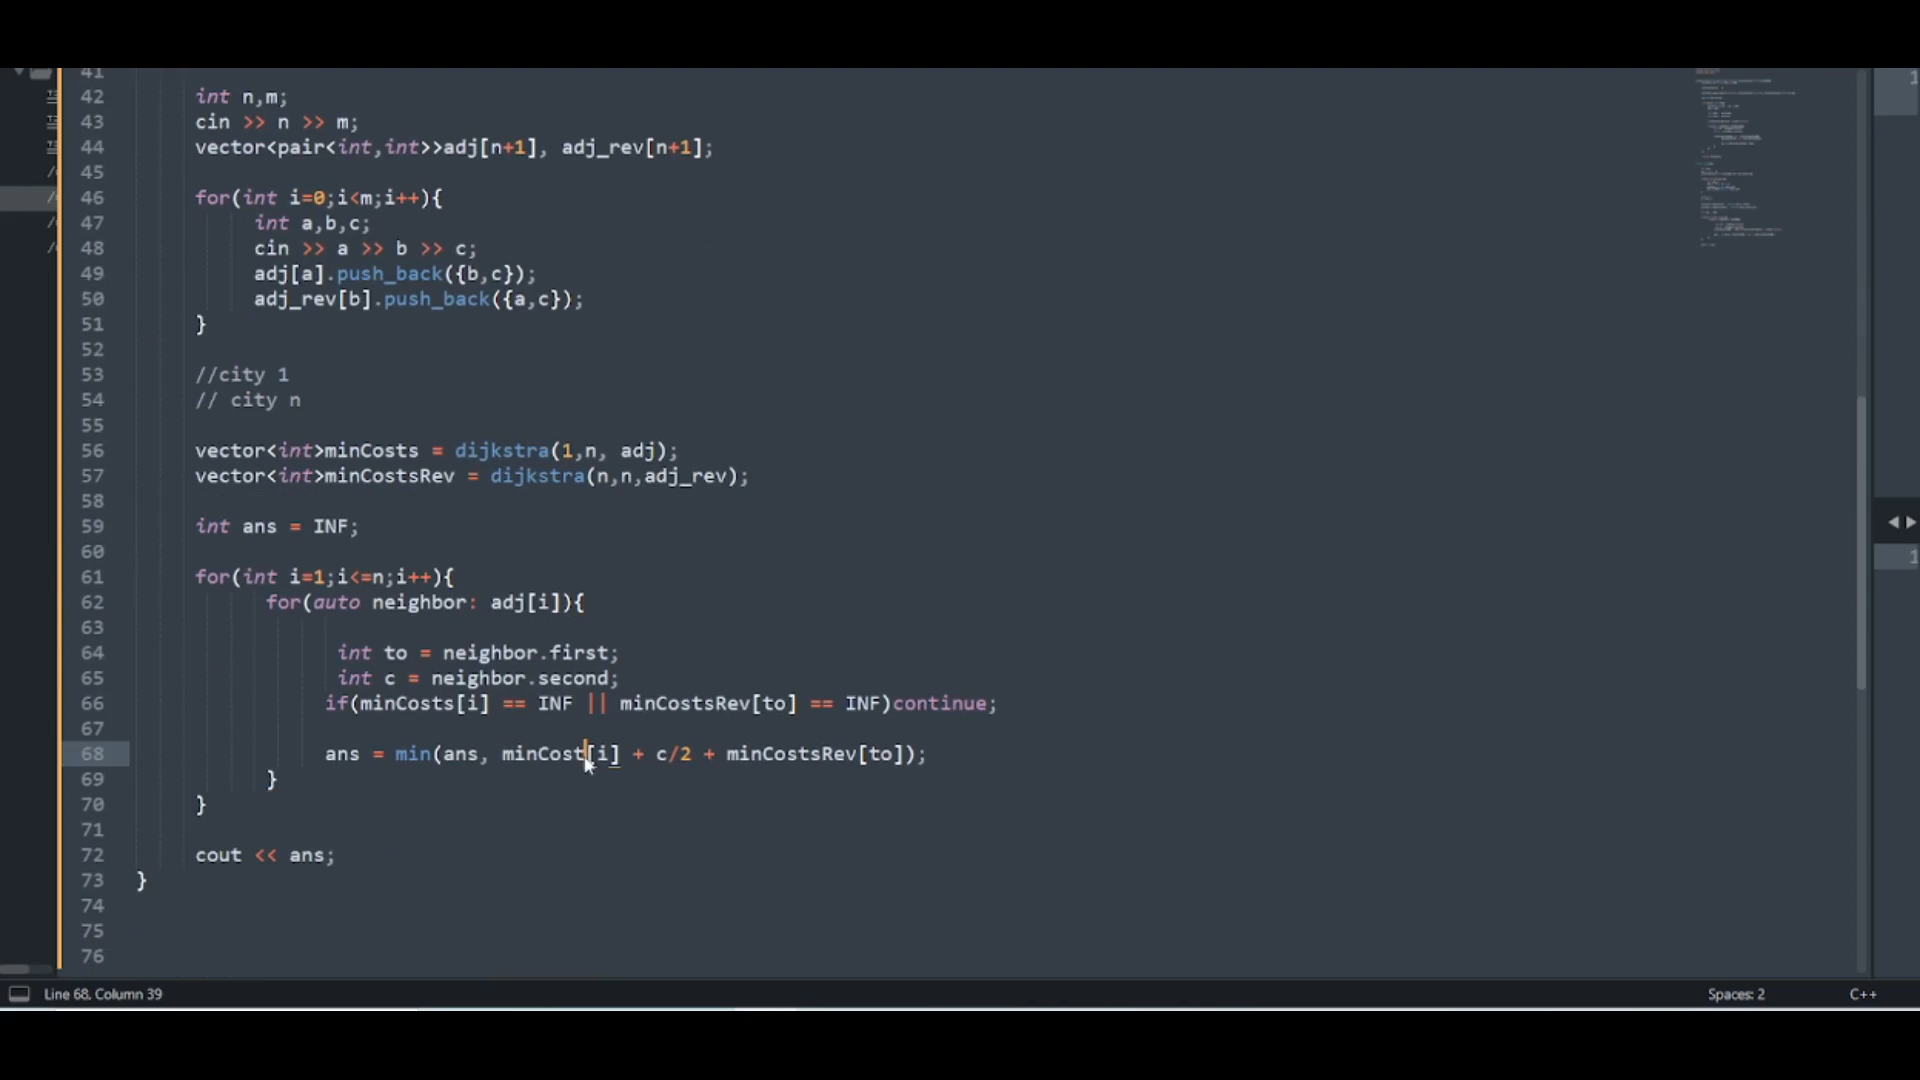 41
42 int n,m;
43 cin >> n >> m;
44 vector<pair<int,int>>adj[n+1], adj_rev[n+1];
45
46 for(int i=0;i<m;i++){
47 int a,b,c;
48 cin >> a >> b >> c;
49 adj[a].push_back({b,c});
50 adj_rev[b].push_back({a,c});
51 }
52
53 //city 1
54 // city n
55
56 vector<int>minCosts = dijkstra(1,n, adj);
57 vector<int>minCostsRev = dijkstra(n,n,adj_rev);
58
59 int ans = INF;
60
61 for(int i=1;i<=n;i++){
62 for(auto neighbor: adj[i]){
63
64 int to = neighbor.first;
65 int c = neighbor.second;
66 if(minCosts[i] == INF || minCostsRev[to] == INF)continue;
67
68 ans = min(ans, minCost[i] + c/2 + minCostsRev[to]);
69 }
70 }
71
72 cout << ans;
73 }
74
75
76
Line 68, Column 39
Spaces: 2
C++